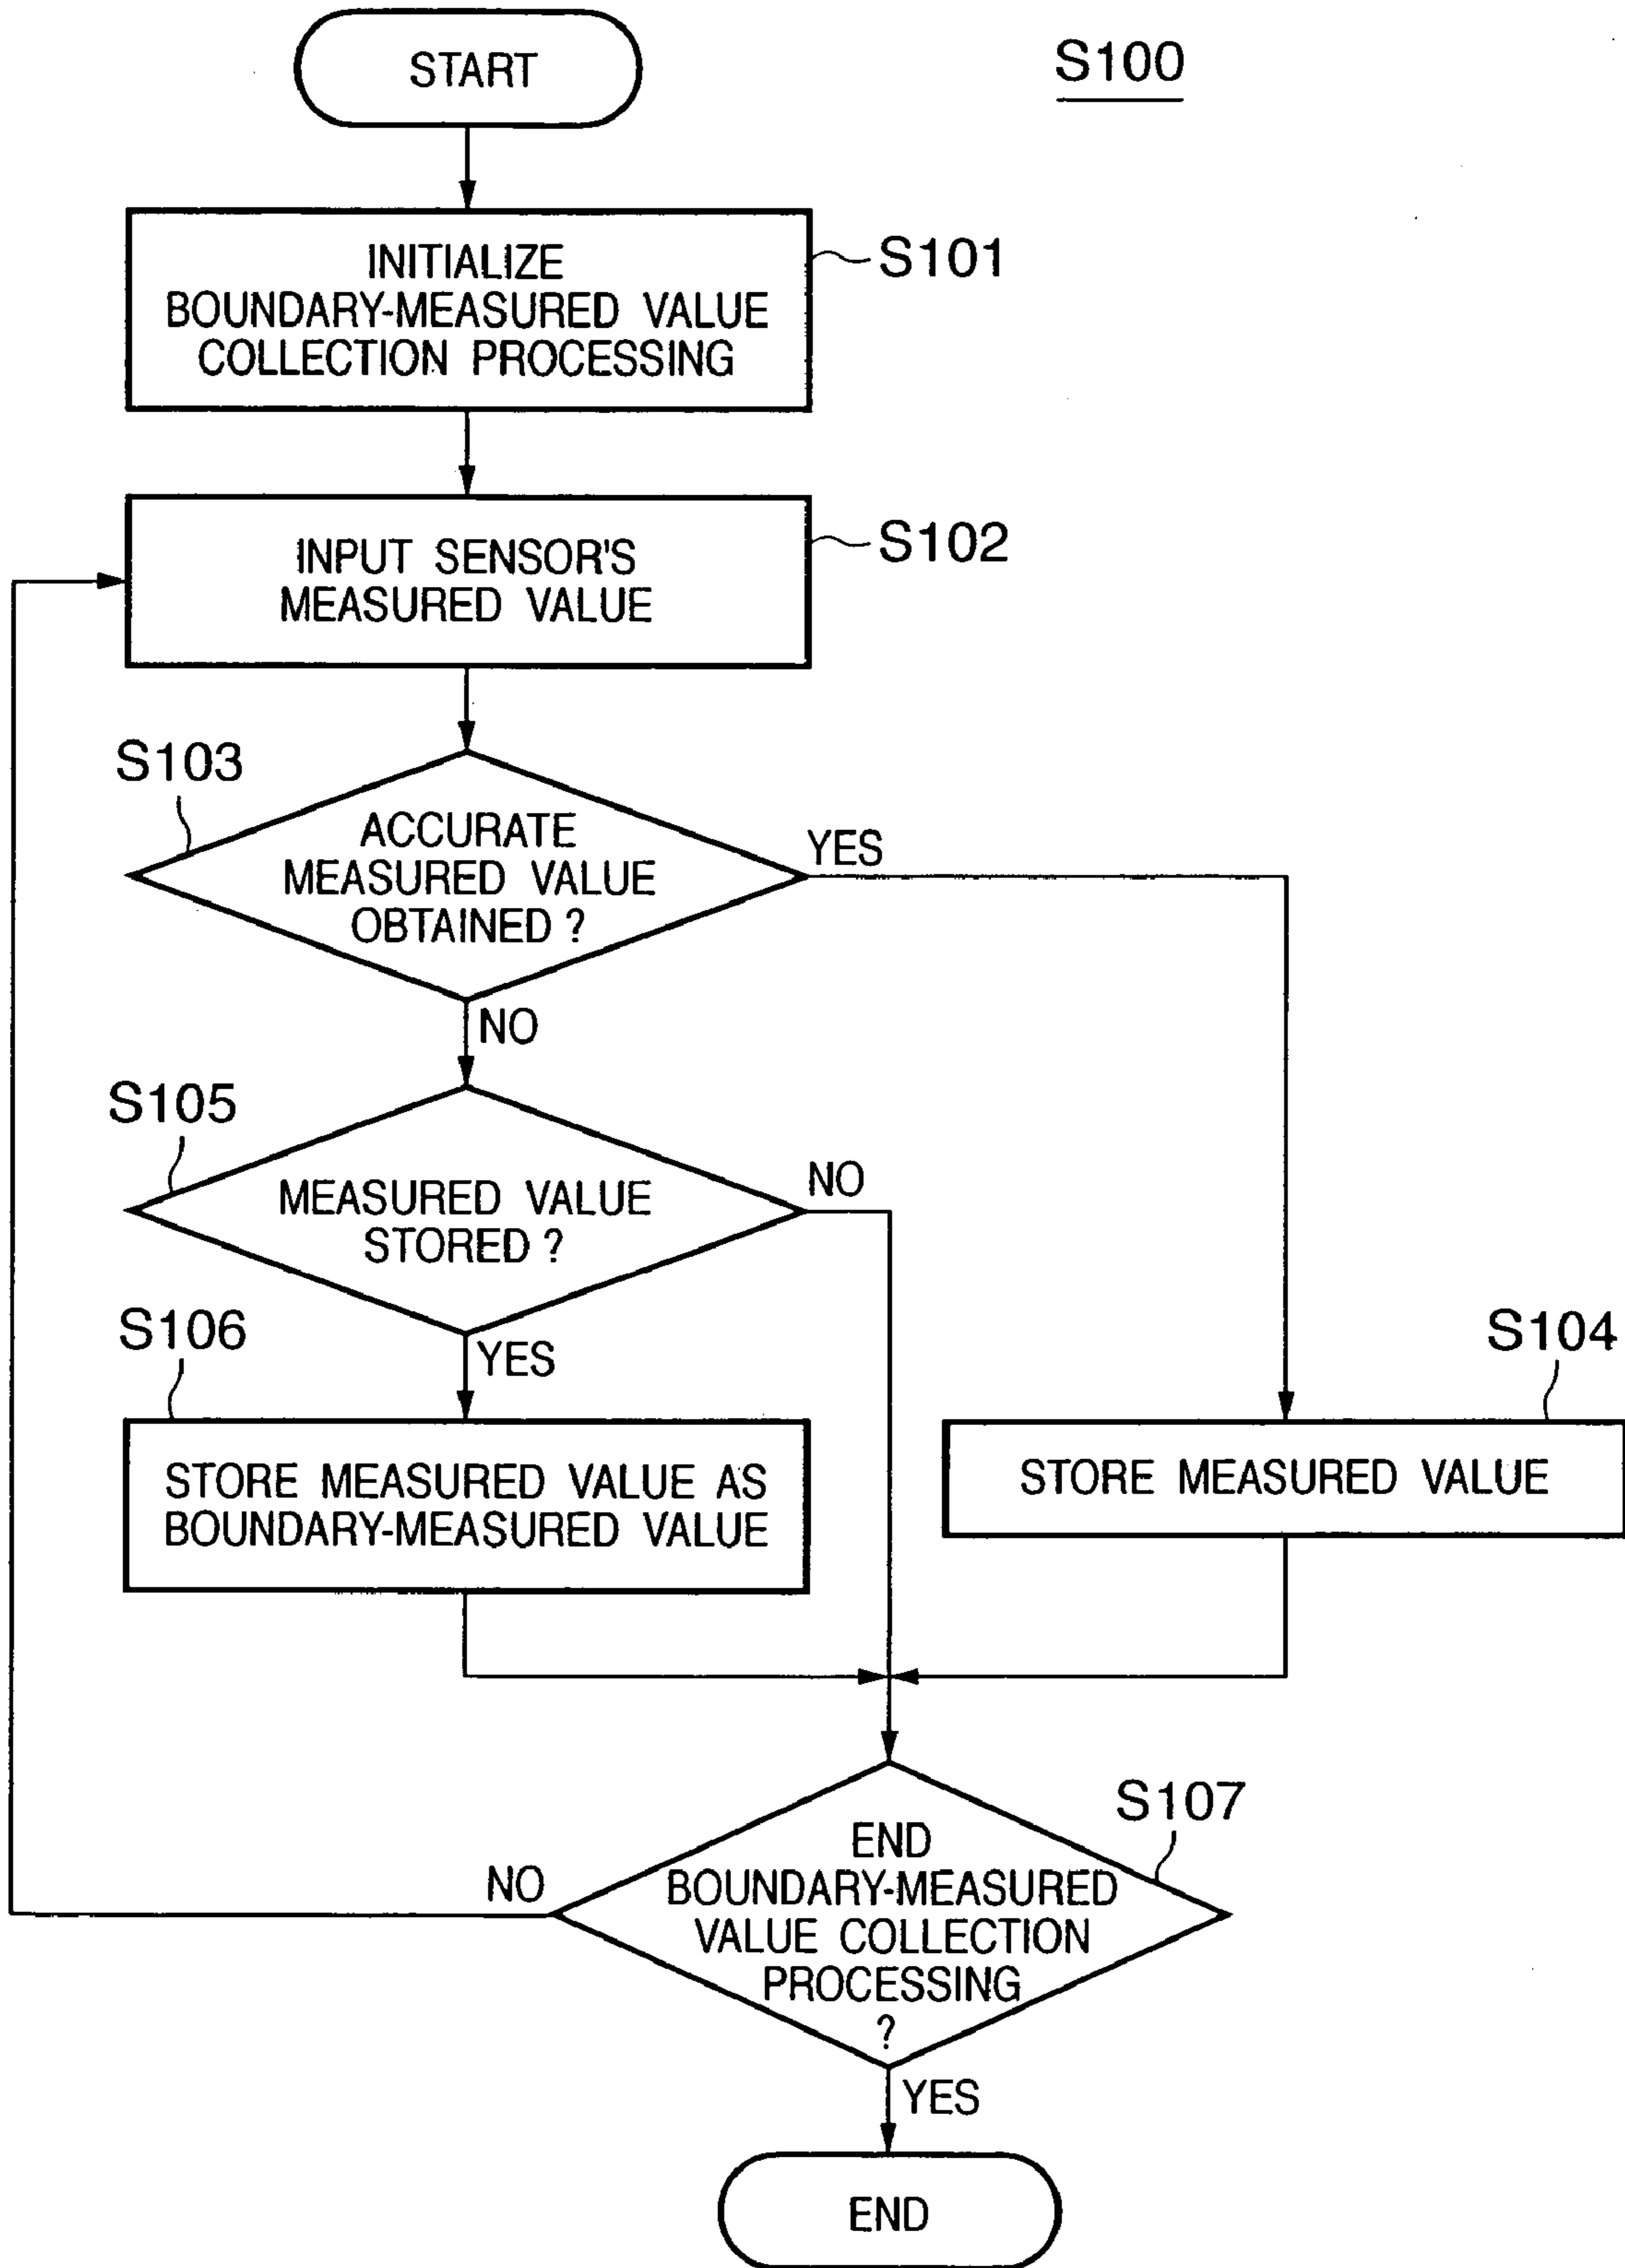 START
S100
INITIALIZE
BOUNDARY-MEASURED VALUE
COLLECTION PROCESSING
S101
INPUT SENSOR'S
MEASURED VALUE
S102
S103
ACCURATE
MEASURED VALUE
OBTAINED ?
YES
NO
S105
MEASURED VALUE
STORED ?
NO
YES
S106
STORE MEASURED VALUE AS
BOUNDARY-MEASURED VALUE
S104
STORE MEASURED VALUE
S107
END
BOUNDARY-MEASURED
VALUE COLLECTION
PROCESSING
?
NO
YES
END